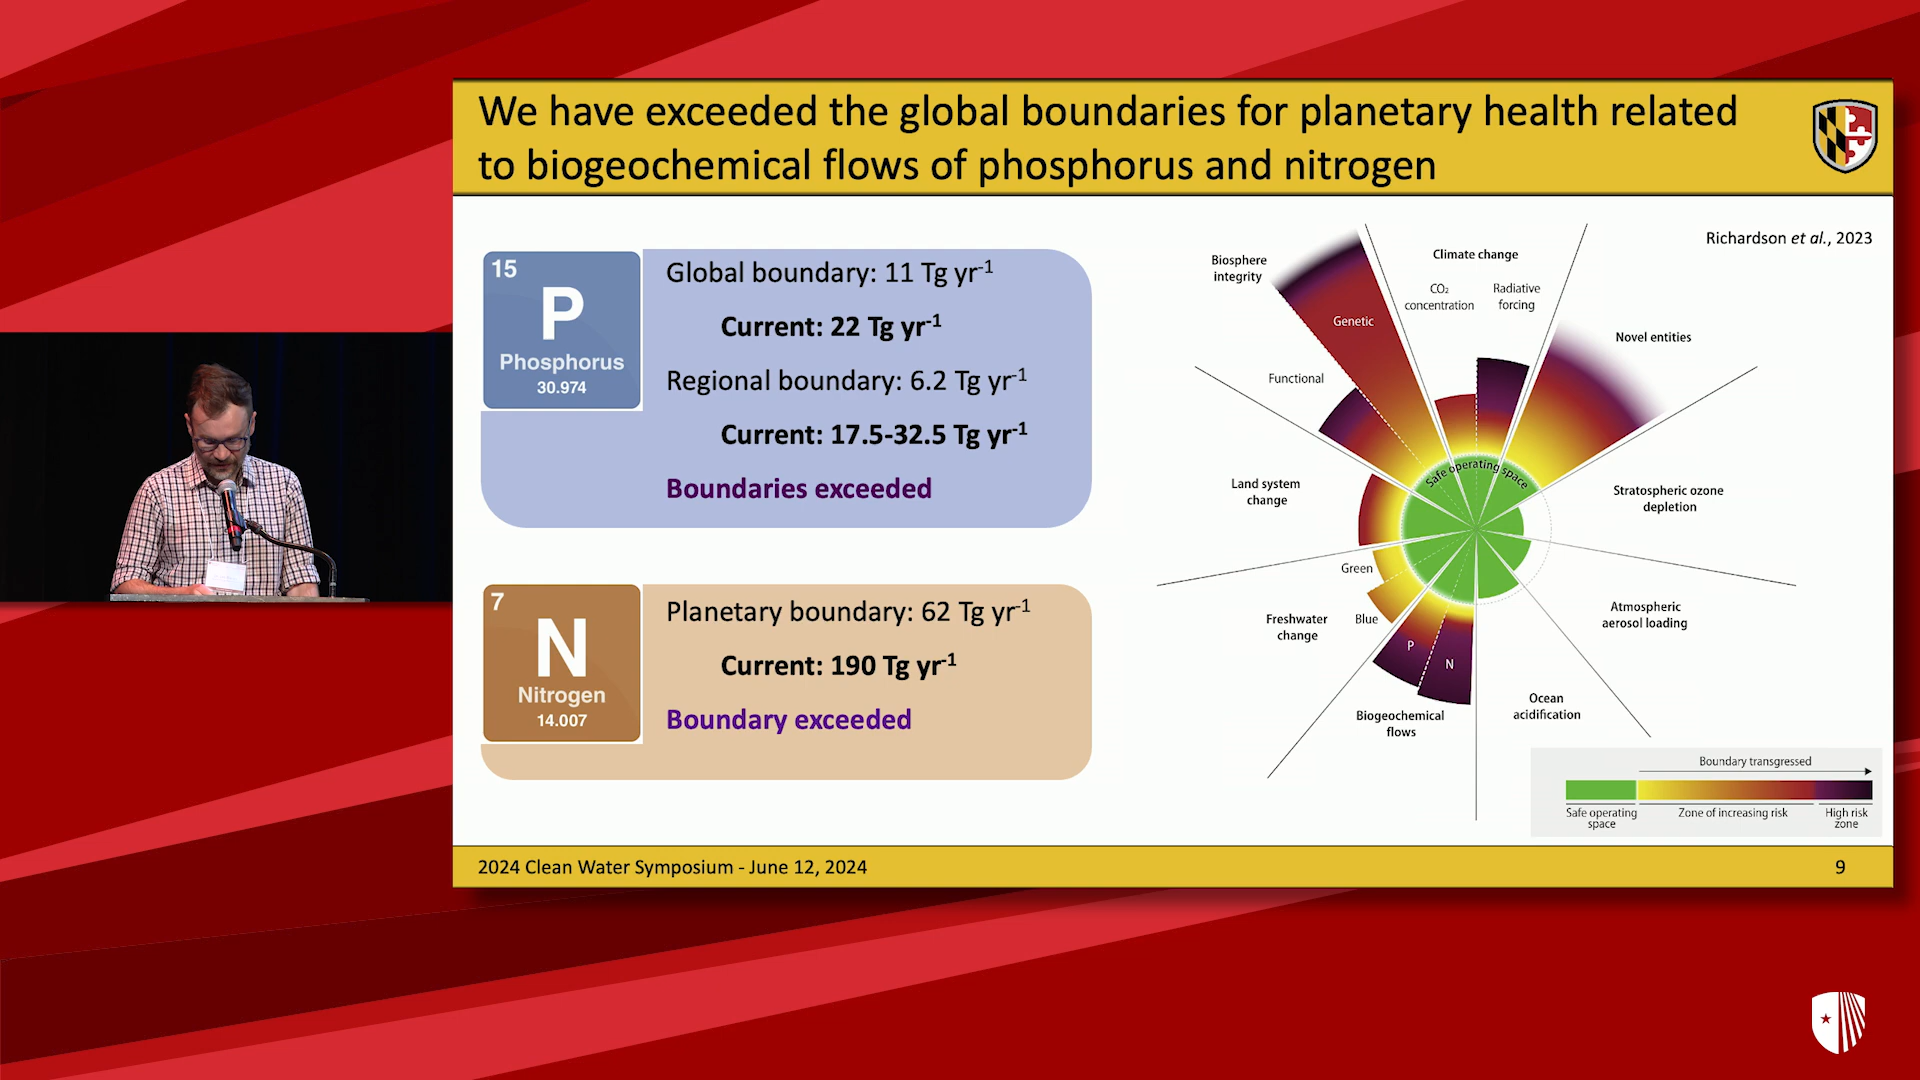 We have exceeded the global boundaries for planetary health related
to biogeochemical flows of phosphorus and nitrogen
Richardson et al., 2023
15
P
Phosphorus
30.974
Global boundary: 11 Tg yr⁻¹
Current: 22 Tg yr⁻¹
Regional boundary: 6.2 Tg yr⁻¹
Current: 17.5-32.5 Tg yr⁻¹
Boundaries exceeded
7
N
Nitrogen
14.007
Planetary boundary: 62 Tg yr⁻¹
Current: 190 Tg yr⁻¹
Boundary exceeded
Biosphere
integrity
Genetic
Functional
Climate change
CO₂
concentration
Radiative
forcing
Novel entities
Safe operating space
Stratospheric ozone
depletion
Atmospheric
aerosol loading
Ocean
acidification
Biogeochemical
flows
P
N
Freshwater
change
Green
Blue
Land system
change
Boundary transgressed
Safe operating
space
Zone of increasing risk
High risk
zone
2024 Clean Water Symposium - June 12, 2024
9